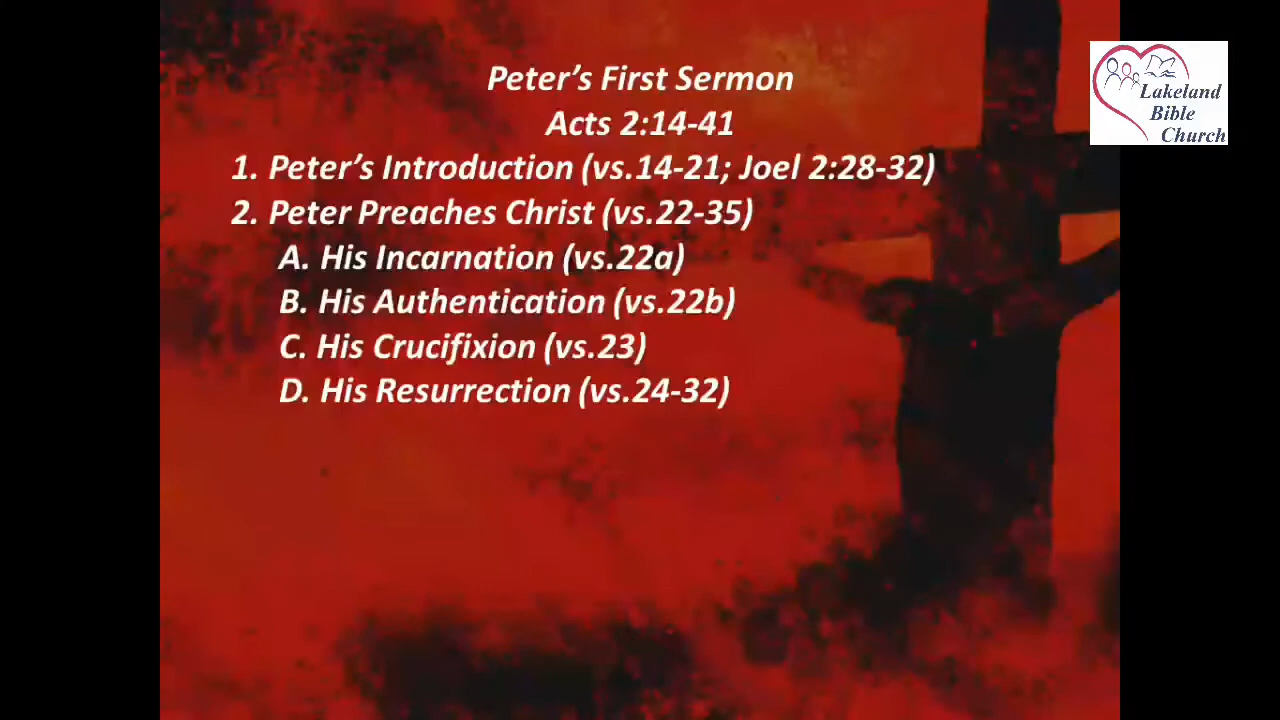 Peter's First Sermon
Acts 2:14-41
1. Peter's Introduction (vs.14-21; Joel 2:28-32)
2. Peter Preaches Christ (vs.22-35)
A. His Incarnation (vs.22a)
B. His Authentication (vs.22b)
C. His Crucifixion (vs.23)
D. His Resurrection (vs.24-32)
Lakeland
Bible
Church